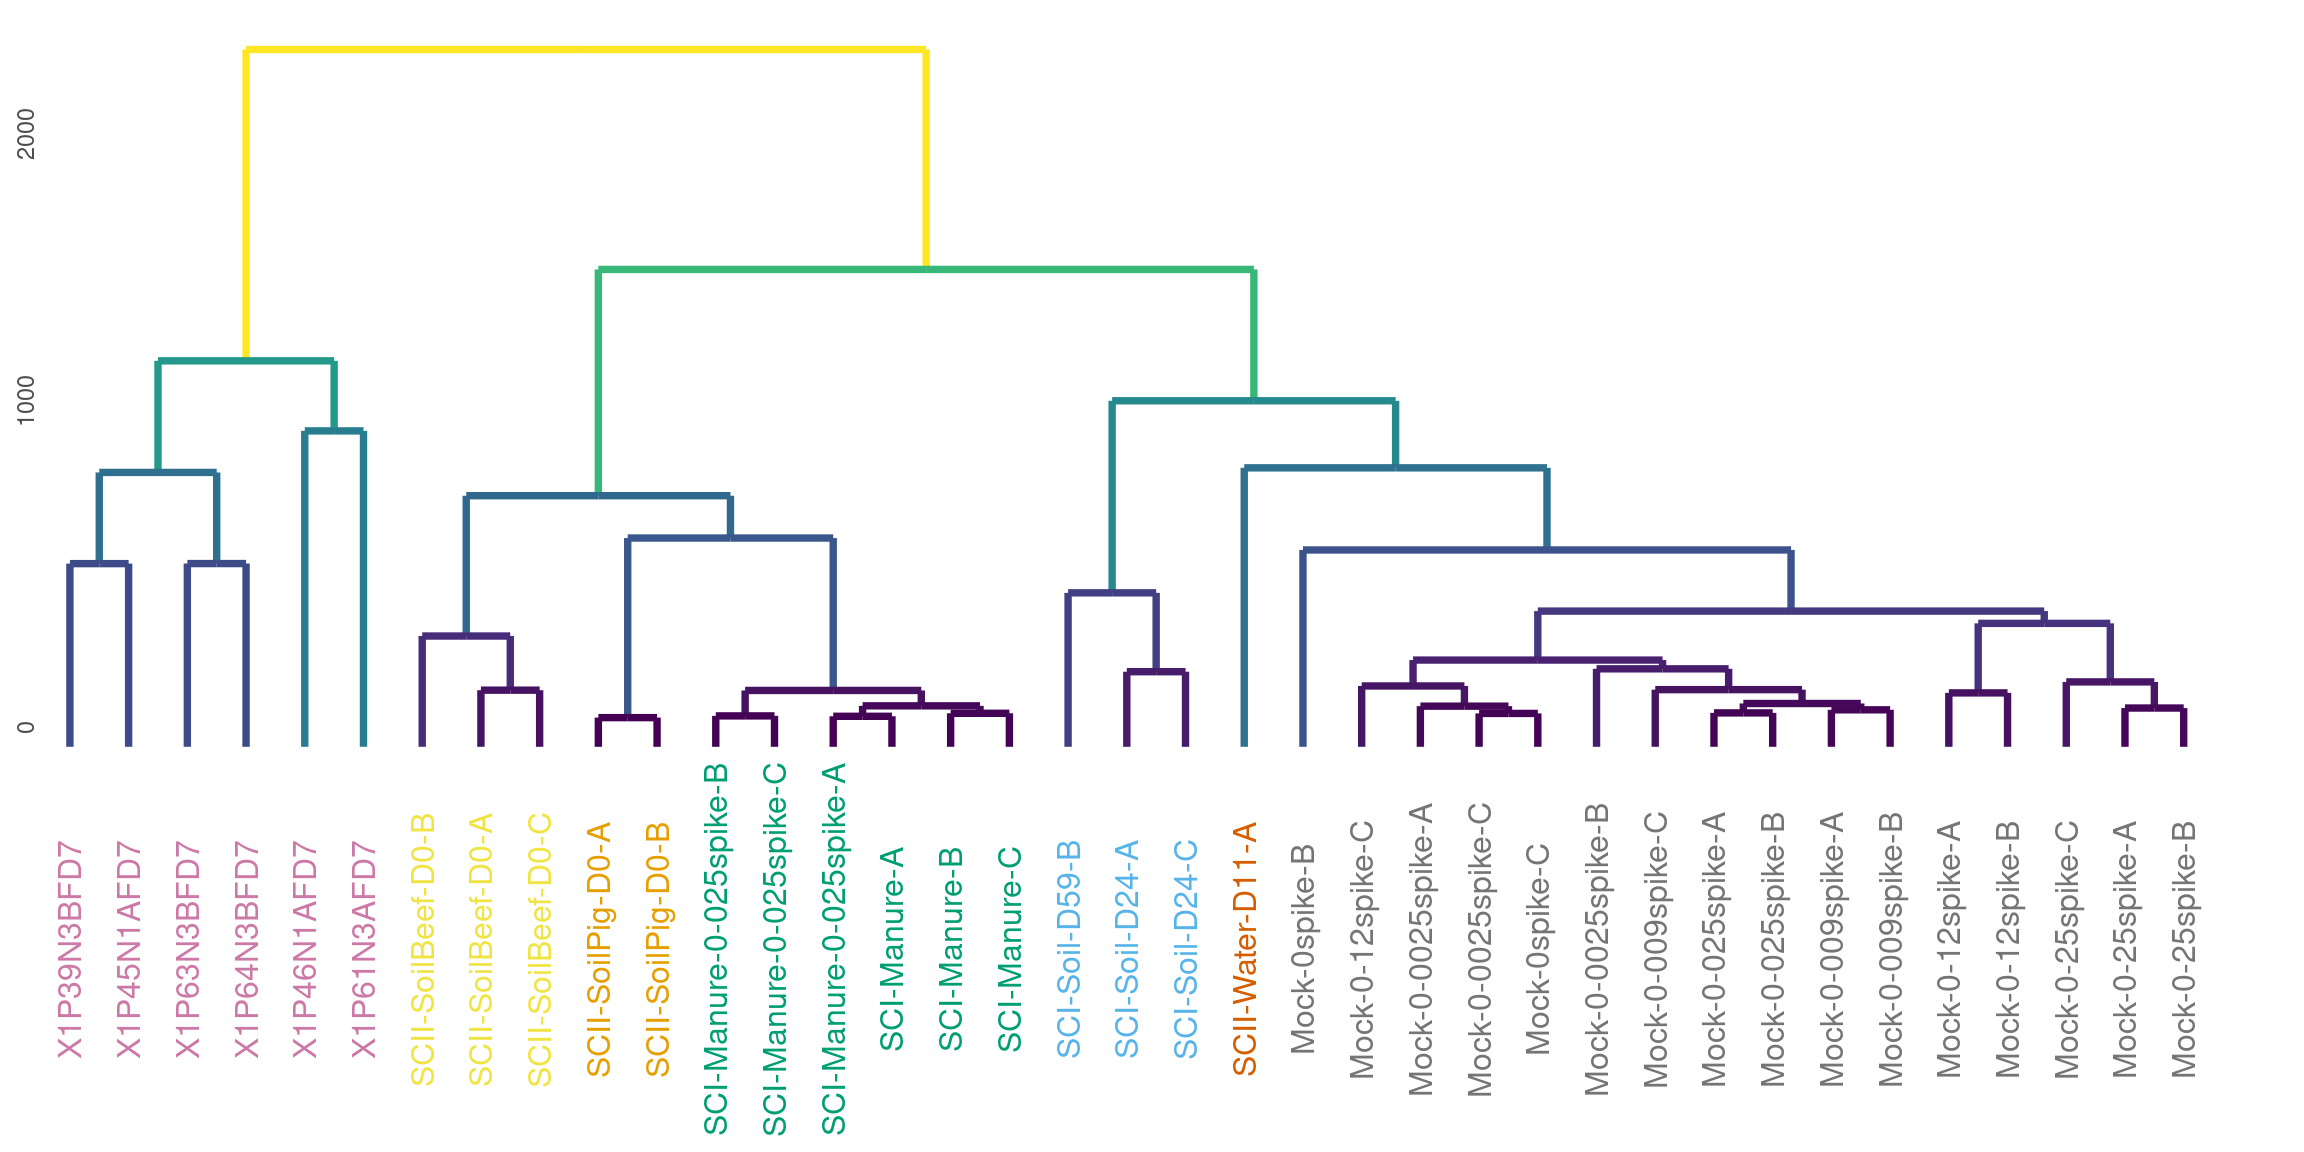 2000
1000
0
X1P39N3BFD7
X1P45N1AFD7
X1P63N3BFD7
X1P64N3BFD7
X1P46N1AFD7
X1P61N3AFD7
SCII-SoilBeef-D0-B
SCII-SoilBeef-D0-A
SCII-SoilBeef-D0-C
SCII-SoilPig-D0-A
SCII-SoilPig-D0-B
SCI-Manure-0-025spike-B
SCI-Manure-0-025spike-C
SCI-Manure-0-025spike-A
SCI-Manure-A
SCI-Manure-B
SCI-Manure-C
SCI-Soil-D59-B
SCI-Soil-D24-A
SCI-Soil-D24-C
SCII-Water-D11-A
Mock-0spike-B
Mock-0-12spike-C
Mock-0-0025spike-A
Mock-0-0025spike-C
Mock-0spike-C
Mock-0-0025spike-B
Mock-0-009spike-C
Mock-0-025spike-A
Mock-0-025spike-B
Mock-0-009spike-A
Mock-0-009spike-B
Mock-0-12spike-A
Mock-0-12spike-B
Mock-0-25spike-C
Mock-0-25spike-A
Mock-0-25spike-B